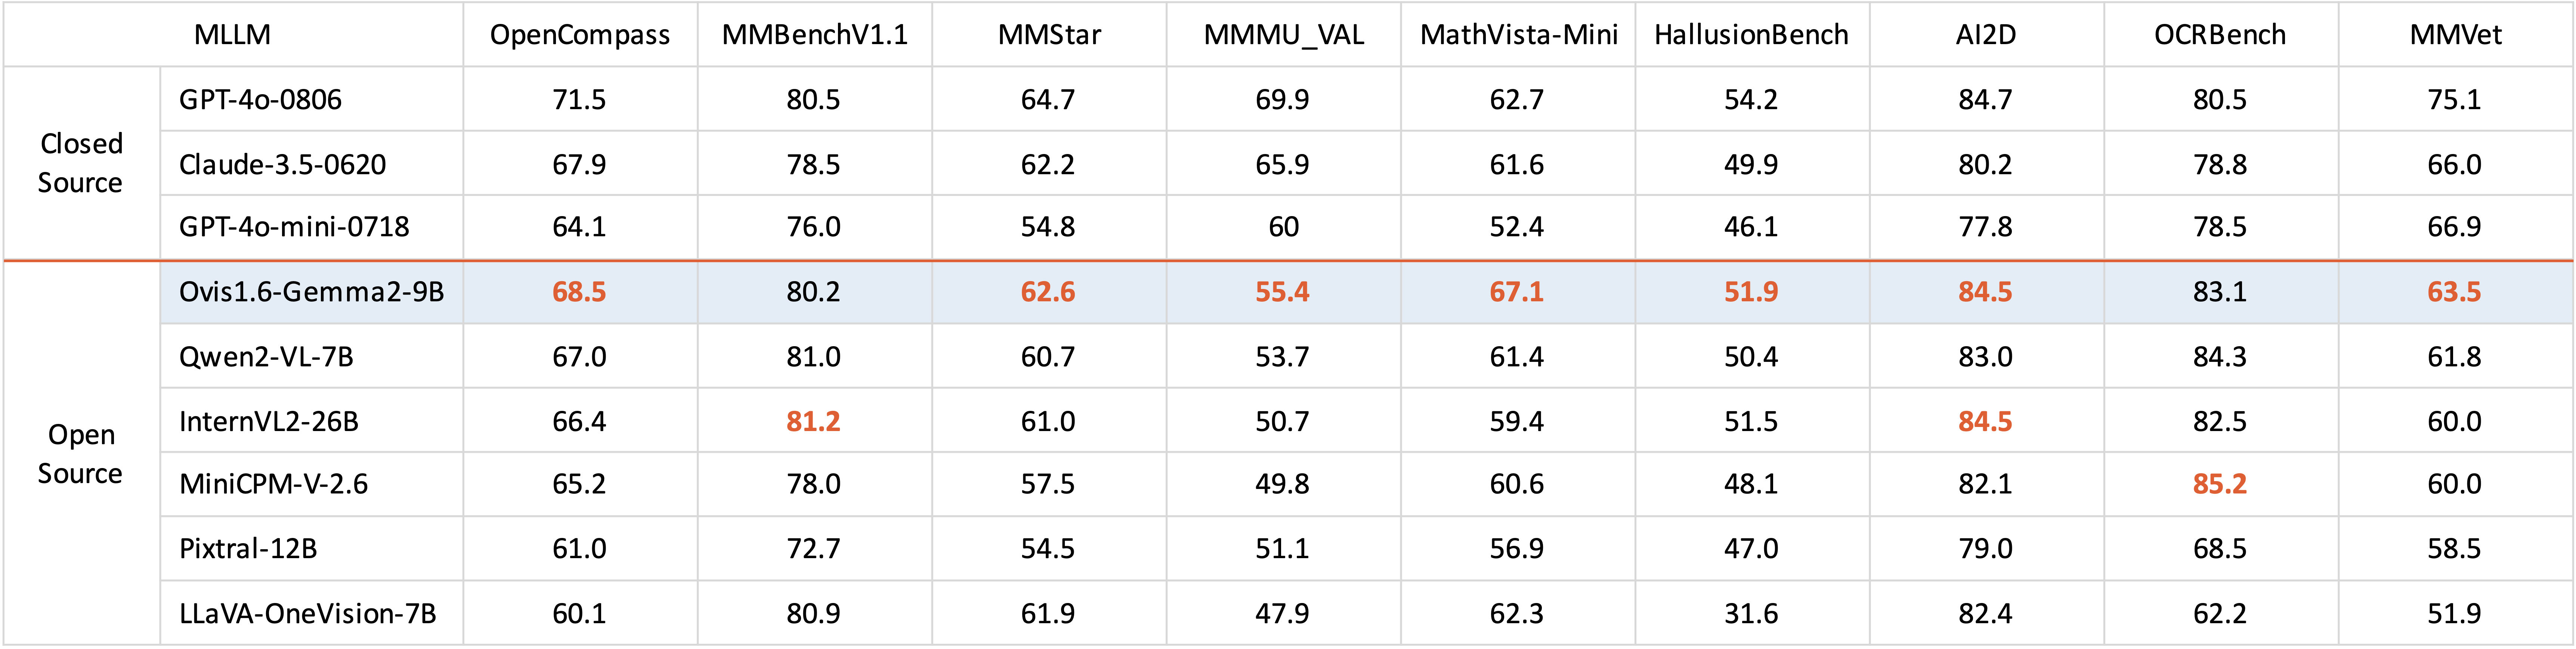 MLLM OpenCompass MMBenchV1.1 MMStar MMMU_VAL MathVista-Mini HallusionBench AI2D OCRBench MMVet
Closed Source
GPT-4o-0806 71.5 80.5 64.7 69.9 62.7 54.2 84.7 80.5 75.1
Claude-3.5-0620 67.9 78.5 62.2 65.9 61.6 49.9 80.2 78.8 66.0
GPT-4o-mini-0718 64.1 76.0 54.8 60 52.4 46.1 77.8 78.5 66.9
Open Source
Ovis1.6-Gemma2-9B 68.5 80.2 62.6 55.4 67.1 51.9 84.5 83.1 63.5
Qwen2-VL-7B 67.0 81.0 60.7 53.7 61.4 50.4 83.0 84.3 61.8
InternVL2-26B 66.4 81.2 61.0 50.7 59.4 51.5 84.5 82.5 60.0
MiniCPM-V-2.6 65.2 78.0 57.5 49.8 60.6 48.1 82.1 85.2 60.0
Pixtral-12B 61.0 72.7 54.5 51.1 56.9 47.0 79.0 68.5 58.5
LLaVA-OneVision-7B 60.1 80.9 61.9 47.9 62.3 31.6 82.4 62.2 51.9